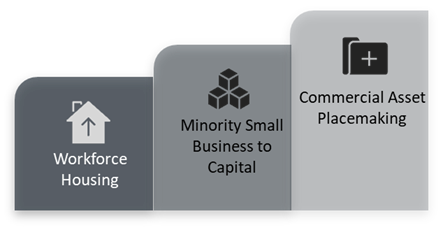 Workforce
Housing
Minority Small
Business to
Capital
Commercial Asset
Placemaking